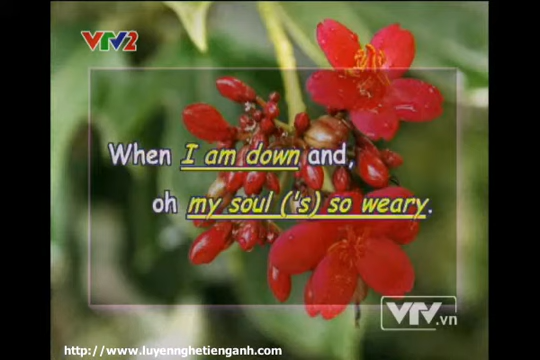 VTV2
When I am down and,
oh my soul ('s) so weary.
VTV.vn
http://www.luyennghetienganh.com